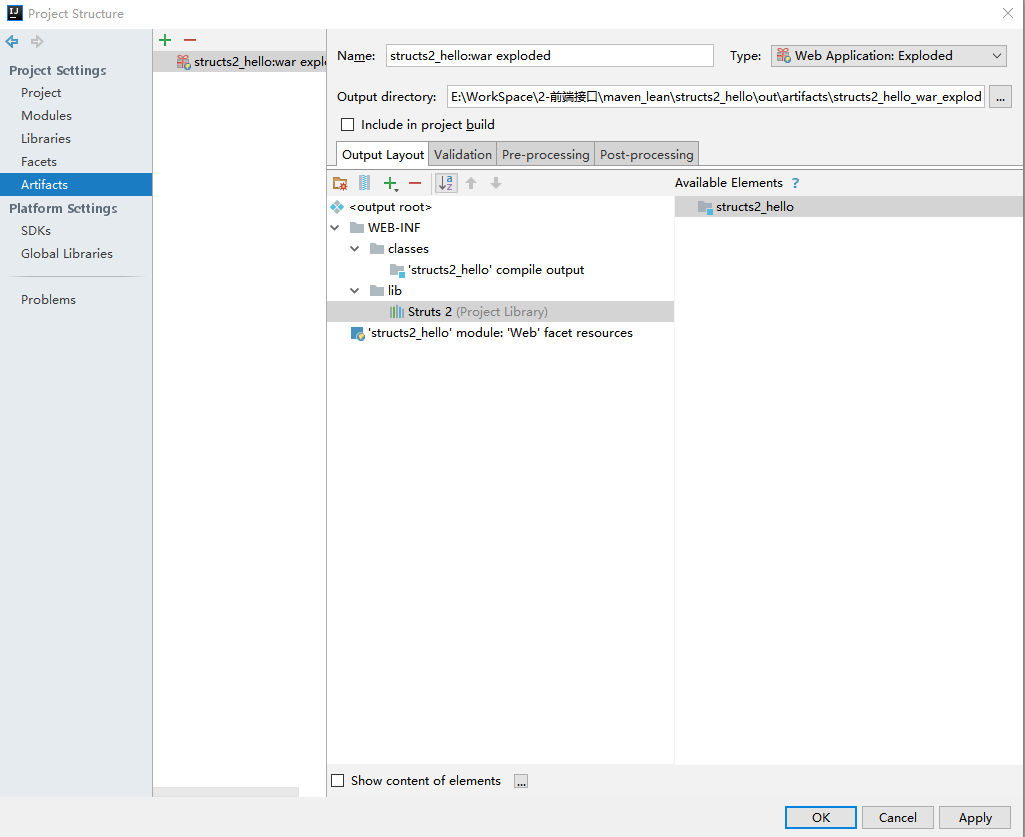 Project Structure
Project Settings
Project
Modules
Libraries
Facets
Artifacts
Platform Settings
SDKs
Global Libraries
Problems
structs2_hello:war expl
Name: structs2_hello:war exploded
Type: Web Application: Exploded
Output directory: E:\WorkSpace\2-前端接口\maven_lean\structs2_hello\out\artifacts\structs2_hello_war_explod ...
Include in project build
Output Layout Validation Pre-processing Post-processing
<output root>
WEB-INF
classes
'structs2_hello' compile output
lib
Struts 2 (Project Library)
'structs2_hello' module: 'Web' facet resources
Available Elements ?
structs2_hello
Show content of elements ...
OK Cancel Apply